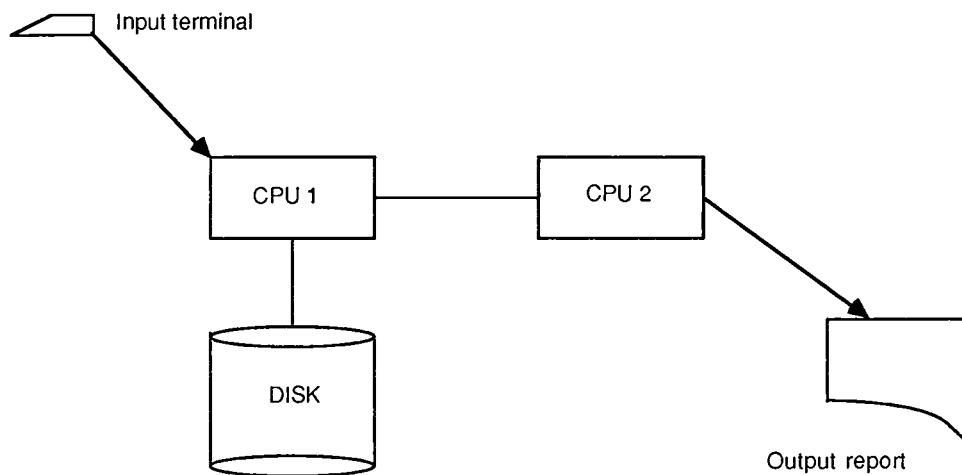 Input terminal
CPU 1
CPU 2
DISK
Output report